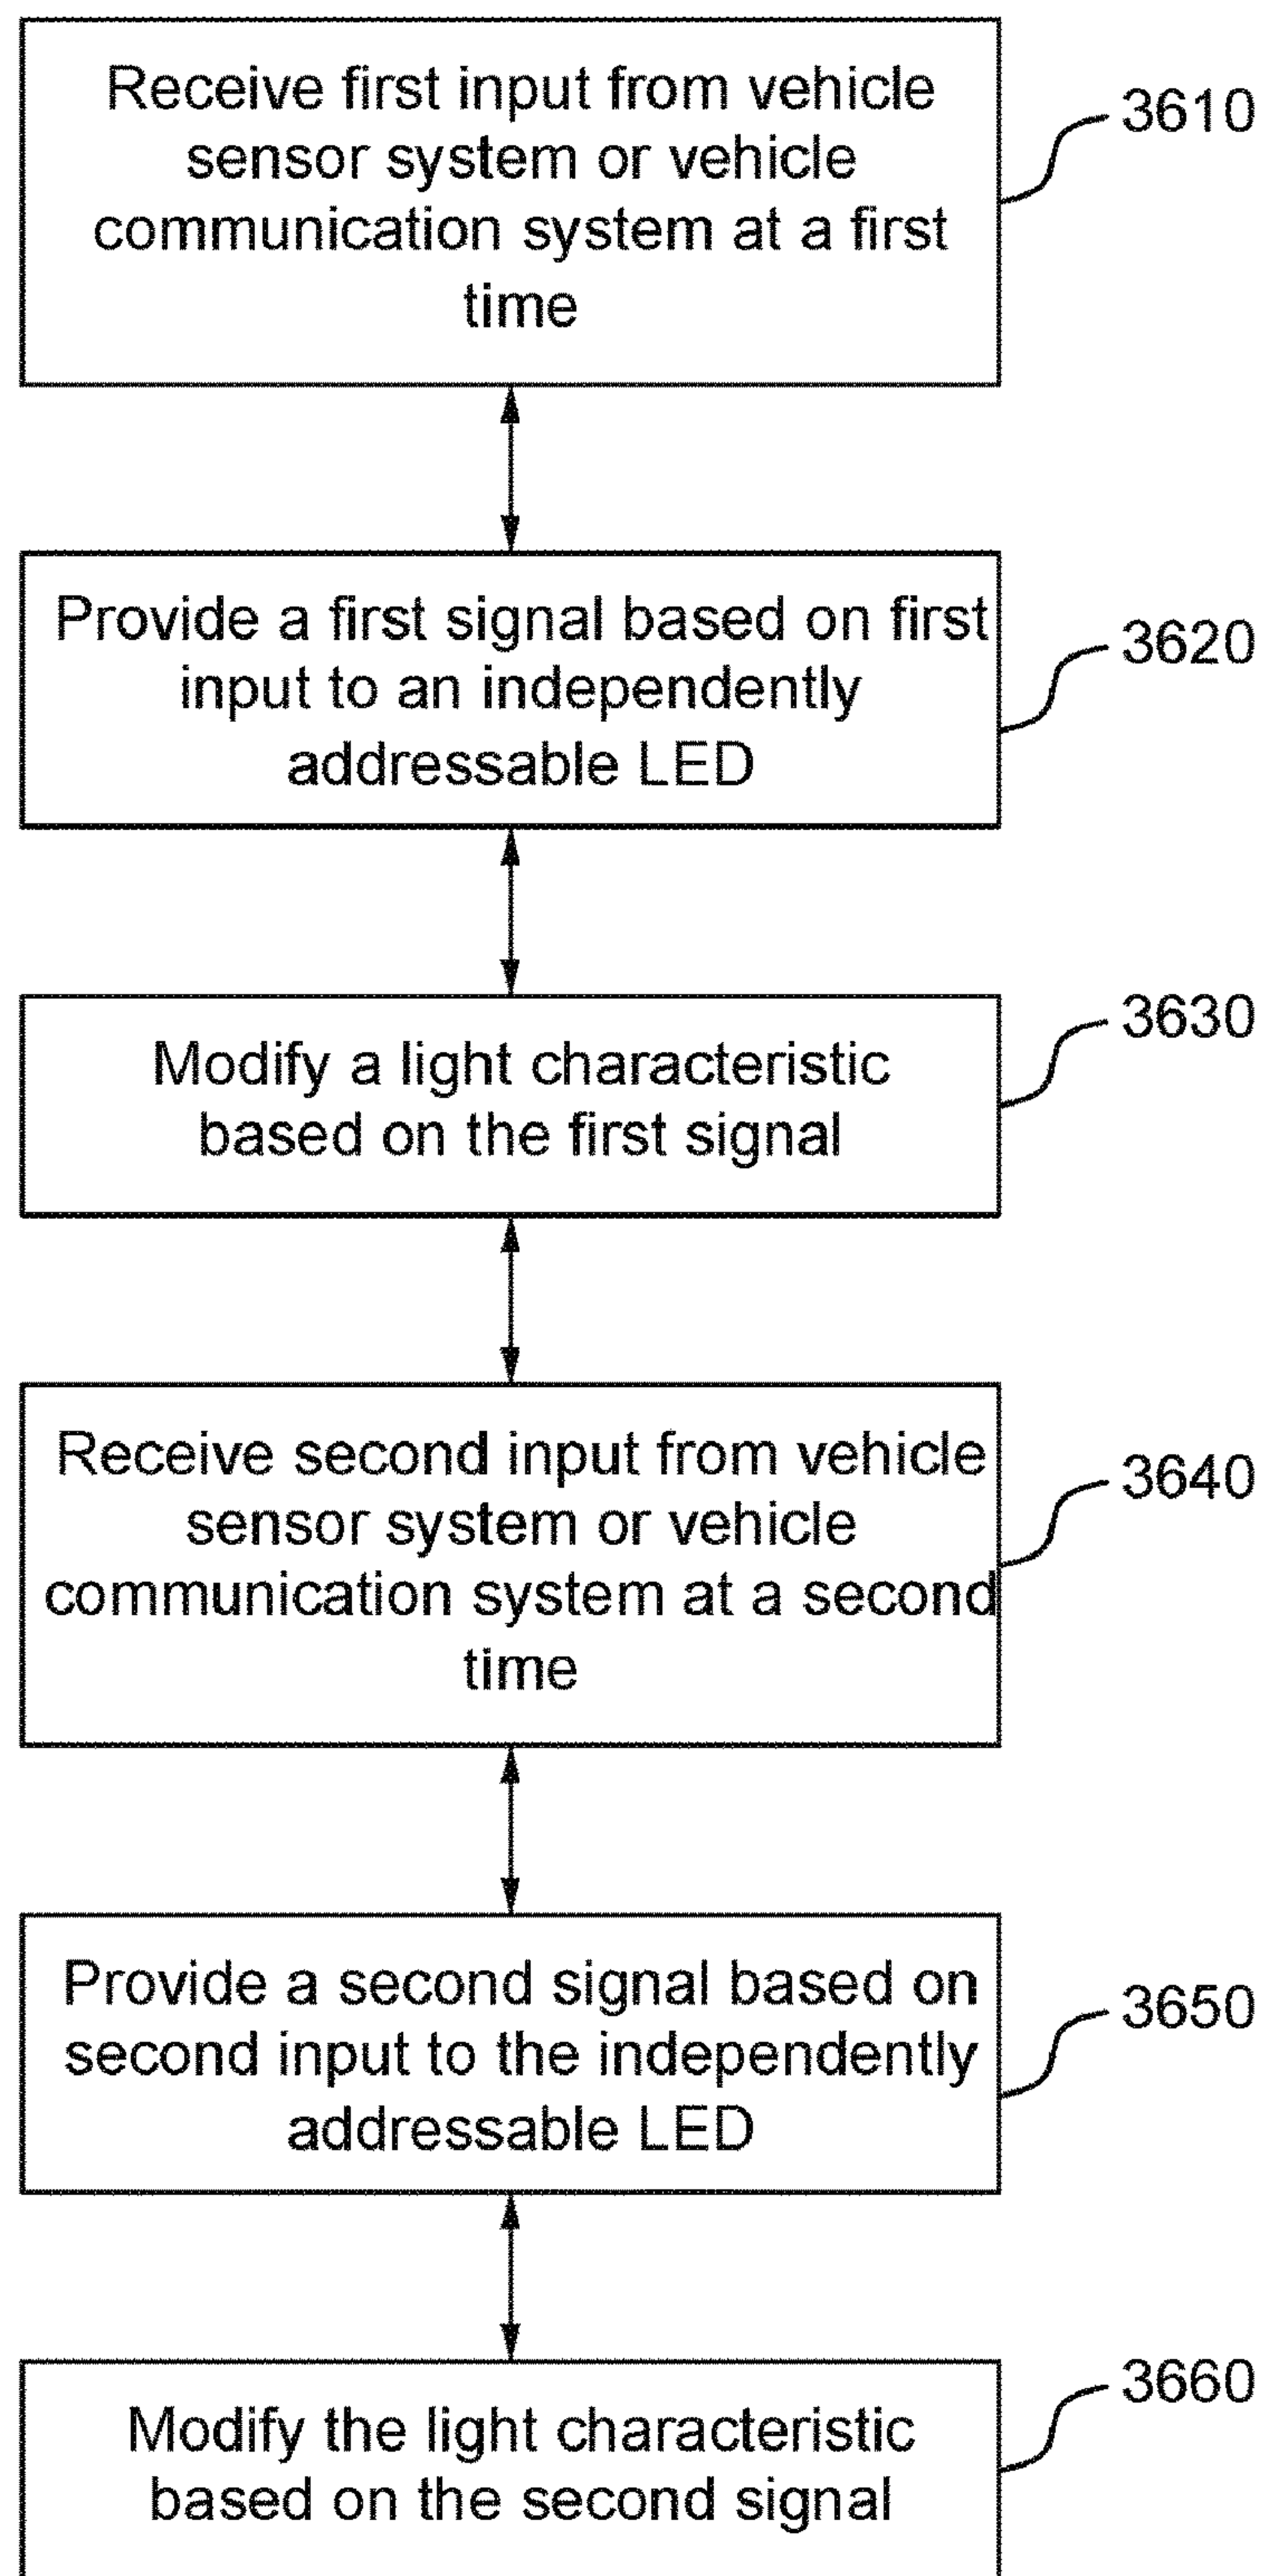 Receive first input from vehicle
sensor system or vehicle
communication system at a first
time
3610
Provide a first signal based on first
input to an independently
addressable LED
3620
Modify a light characteristic
based on the first signal
3630
Receive second input from vehicle
sensor system or vehicle
communication system at a second
time
3640
Provide a second signal based on
second input to the independently
addressable LED
3650
Modify the light characteristic
based on the second signal
3660